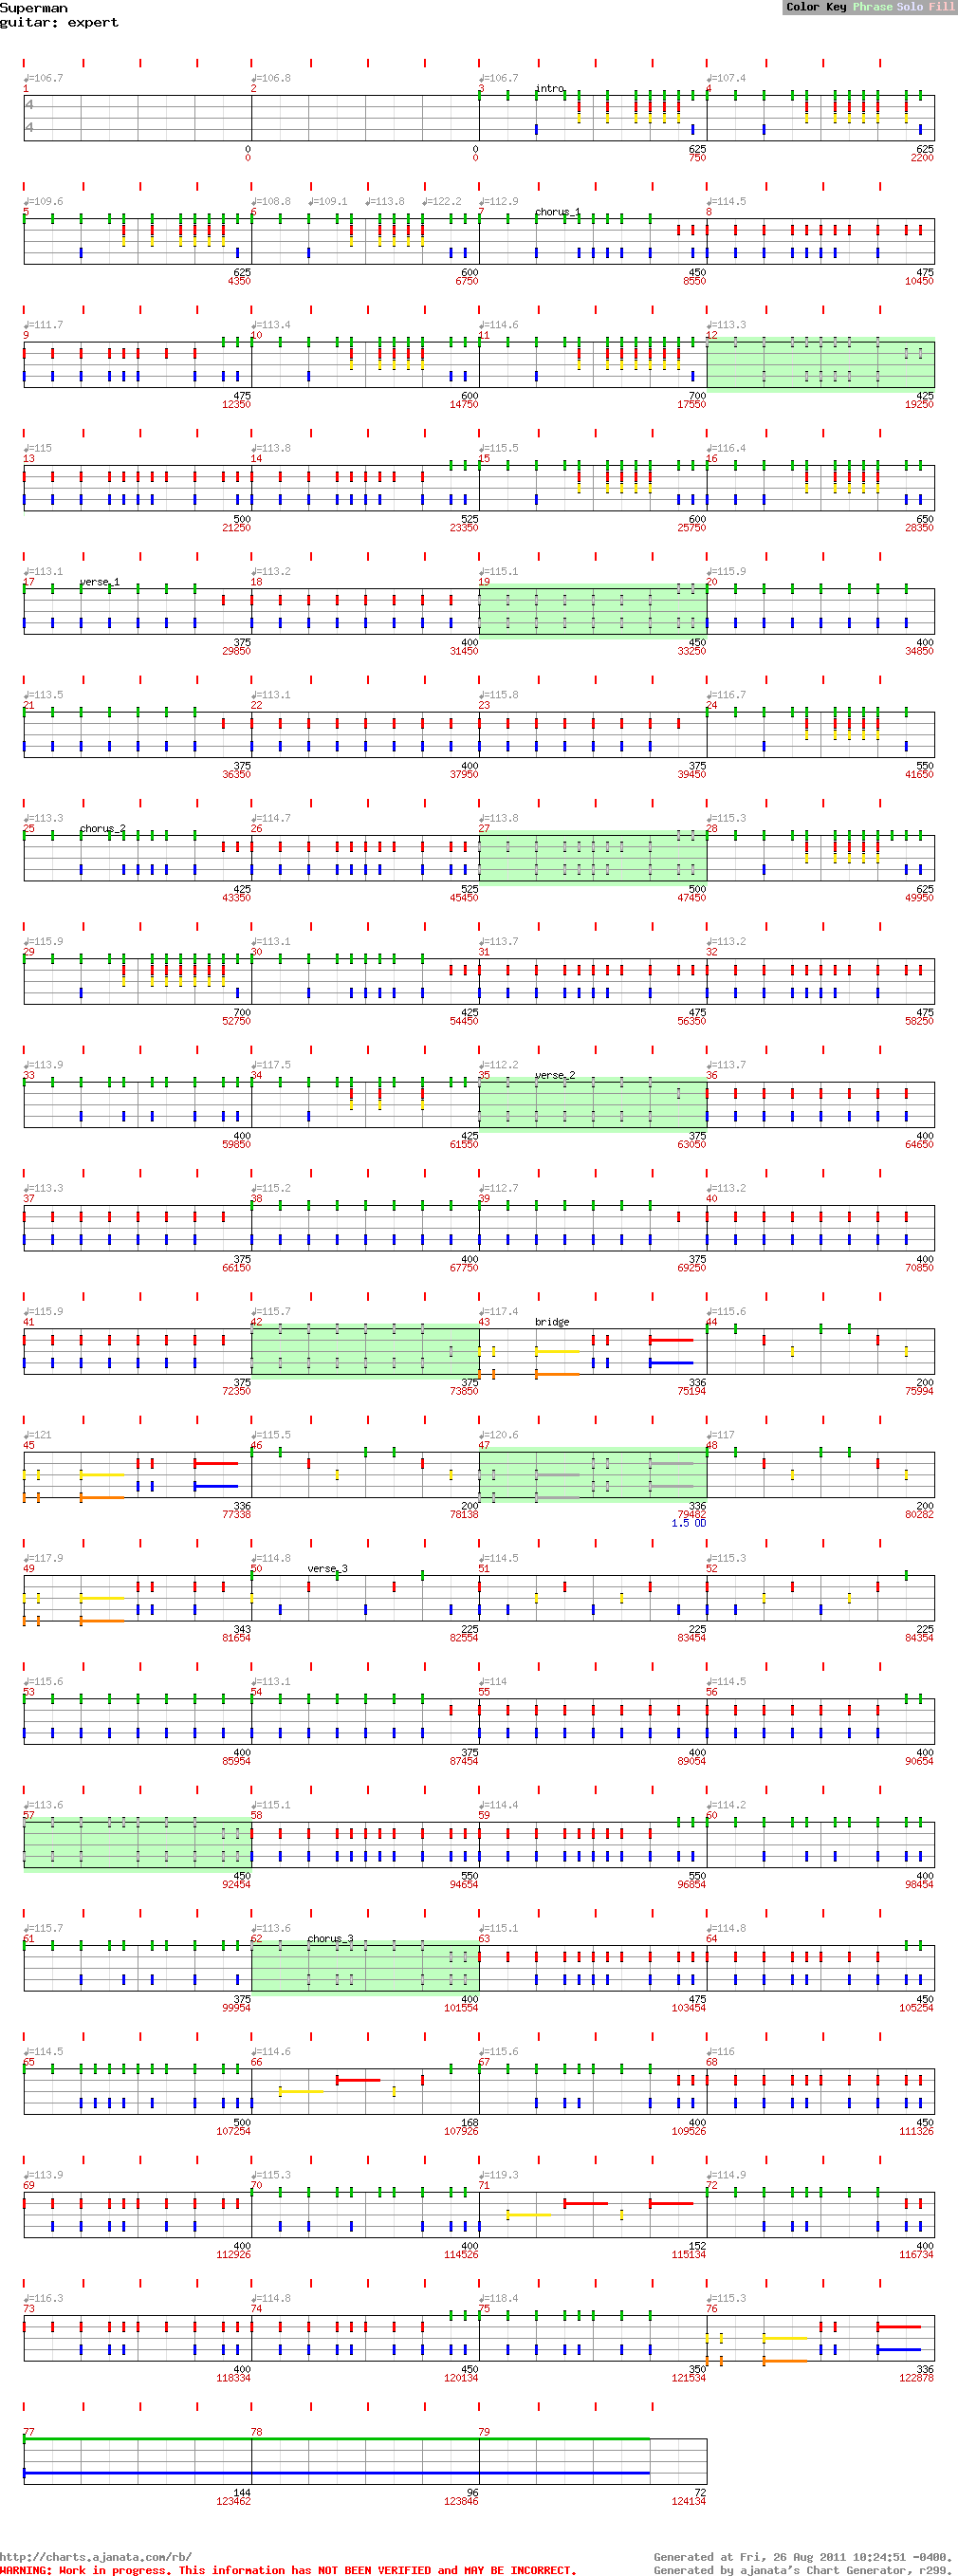 Superman
guitar: expert
Color Key Phrase Solo Fill
♩=106.7 ♩=106.8 ♩=106.7 ♩=107.4
1 2 3 intro 4
4
4
0 0 625 625
0 0 750 2200
♩=109.6 ♩=108.8 ♩=109.1 ♩=113.8 ♩=122.2 ♩=112.9 ♩=114.5
5 6 7 chorus_1 8
625 600 450 475
4350 6750 8550 10450
♩=111.7 ♩=113.4 ♩=114.6 ♩=113.3
9 10 11 12
475 600 700 425
12350 14750 17550 19250
♩=115 ♩=113.8 ♩=115.5 ♩=116.4
13 14 15 16
500 525 600 650
21250 23350 25750 28350
♩=113.1 ♩=113.2 ♩=115.1 ♩=115.9
17 verse_1 18 19 20
375 400 450 400
29850 31450 33250 34850
♩=113.5 ♩=113.1 ♩=115.8 ♩=116.7
21 22 23 24
375 400 375 550
36350 37950 39450 41650
♩=113.3 ♩=114.7 ♩=113.8 ♩=115.3
25 chorus_2 26 27 28
425 525 500 625
43350 45450 47450 49950
♩=115.9 ♩=113.1 ♩=113.7 ♩=113.2
29 30 31 32
700 425 475 475
52750 54450 56350 58250
♩=113.9 ♩=117.5 ♩=112.2 ♩=113.7
33 34 35 verse_2 36
400 425 375 400
59850 61550 63050 64650
♩=113.3 ♩=115.2 ♩=112.7 ♩=113.2
37 38 39 40
375 400 375 400
66150 67750 69250 70850
♩=115.9 ♩=115.7 ♩=117.4 ♩=115.6
41 42 43 bridge 44
375 375 336 200
72350 73850 75194 75994
♩=121 ♩=115.5 ♩=120.6 ♩=117
45 46 47 48
336 200 336 200
77338 78138 79482 80282
1.5 OD
♩=117.9 ♩=114.8 ♩=114.5 ♩=115.3
49 50 verse_3 51 52
343 225 225 225
81654 82554 83454 84354
♩=115.6 ♩=113.1 ♩=114 ♩=114.5
53 54 55 56
400 375 400 400
85954 87454 89054 90654
♩=113.6 ♩=115.1 ♩=114.4 ♩=114.2
57 58 59 60
450 550 550 400
92454 94654 96854 98454
♩=115.7 ♩=113.6 ♩=115.1 ♩=114.8
61 62 chorus_3 63 64
375 400 475 450
99954 101554 103454 105254
♩=114.5 ♩=114.6 ♩=115.6 ♩=116
65 66 67 68
500 168 400 450
107254 107926 109526 111326
♩=113.9 ♩=115.3 ♩=119.3 ♩=114.9
69 70 71 72
400 400 152 400
112926 114526 115134 116734
♩=116.3 ♩=114.8 ♩=118.4 ♩=115.3
73 74 75 76
400 450 350 336
118334 120134 121534 122878
77 78 79
144 96 72
123462 123846 124134
http://charts.ajanata.com/rb/
WARNING: Work in progress. This information has NOT BEEN VERIFIED and MAY BE INCORRECT.
Generated at Fri, 26 Aug 2011 10:24:51 -0400.
Generated by ajanata's Chart Generator, r299.